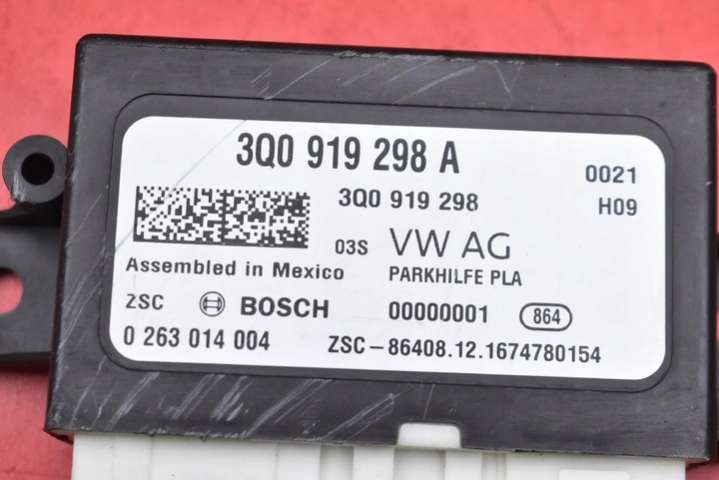 3Q0 919 298 A 0021
3Q0 919 298 H09
03S VW AG
Assembled in Mexico PARKHILFE PLA
ZSC BOSCH 00000001 864
0 263 014 004 ZSC-86408.12.1674780154